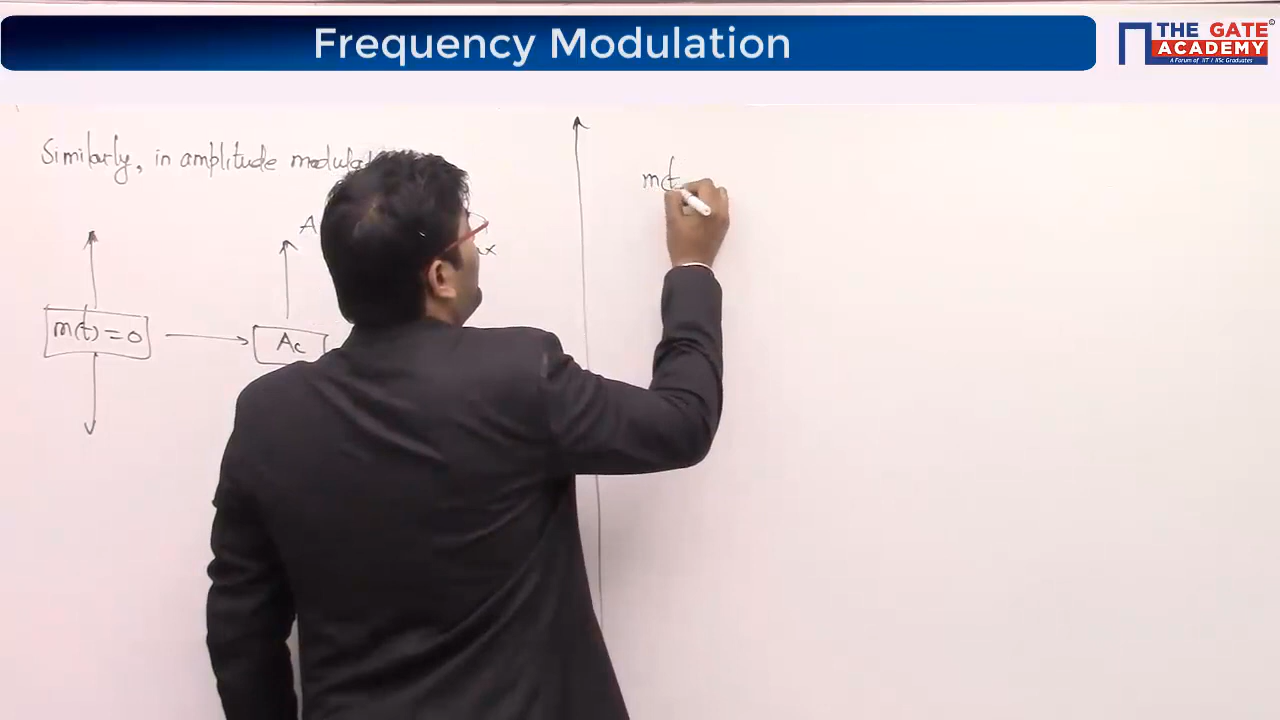 Frequency Modulation
THE GATE
ACADEMY
A Forum of IIT / IISc Graduates
Similarly, in amplitude
A
m(t) = 0
Ac
m(t